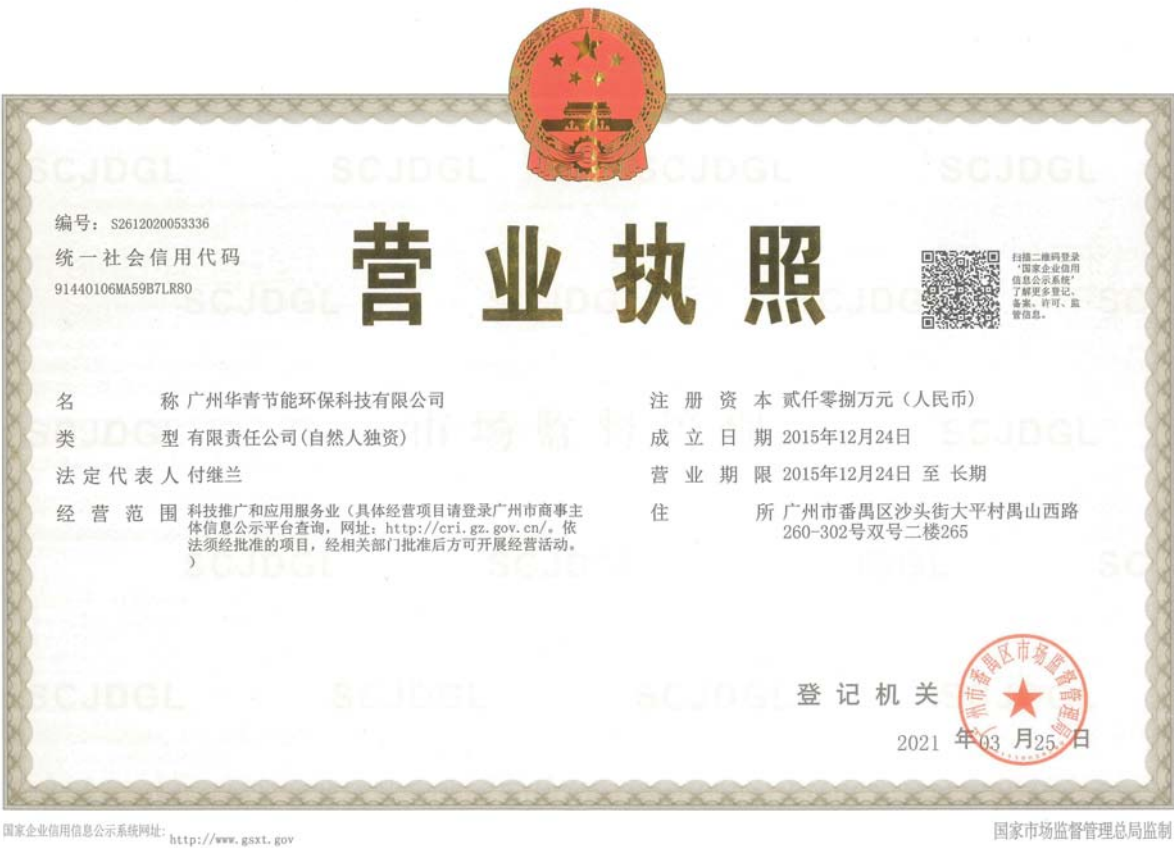 编号：S2612020053336
统一社会信用代码
91440106MA59B7LR80
营业执照
扫描二维码登录
‘国家企业信用
信息公示系统’
了解更多登记、
备案、许可、监
管信息。
名称 广州华青节能环保科技有限公司
类型 有限责任公司(自然人独资)
法定代表人 付继兰
经营范围 科技推广和应用服务业（具体经营项目请登录广州市商事主
体信息公示平台查询，网址：http://cri.gz.gov.cn/。依
法须经批准的项目，经相关部门批准后方可开展经营活动。
）
注册资本 贰仟零捌万元（人民币）
成立日期 2015年12月24日
营业期限 2015年12月24日 至 长期
住所 广州市番禺区沙头街大平村禺山西路
260-302号双号二楼265
登记机关
广州市番禺区市场监督管理局
2021 年03 月25 日
国家企业信用信息公示系统网址：http://www.gsxt.gov
国家市场监督管理总局监制
SCJDGL